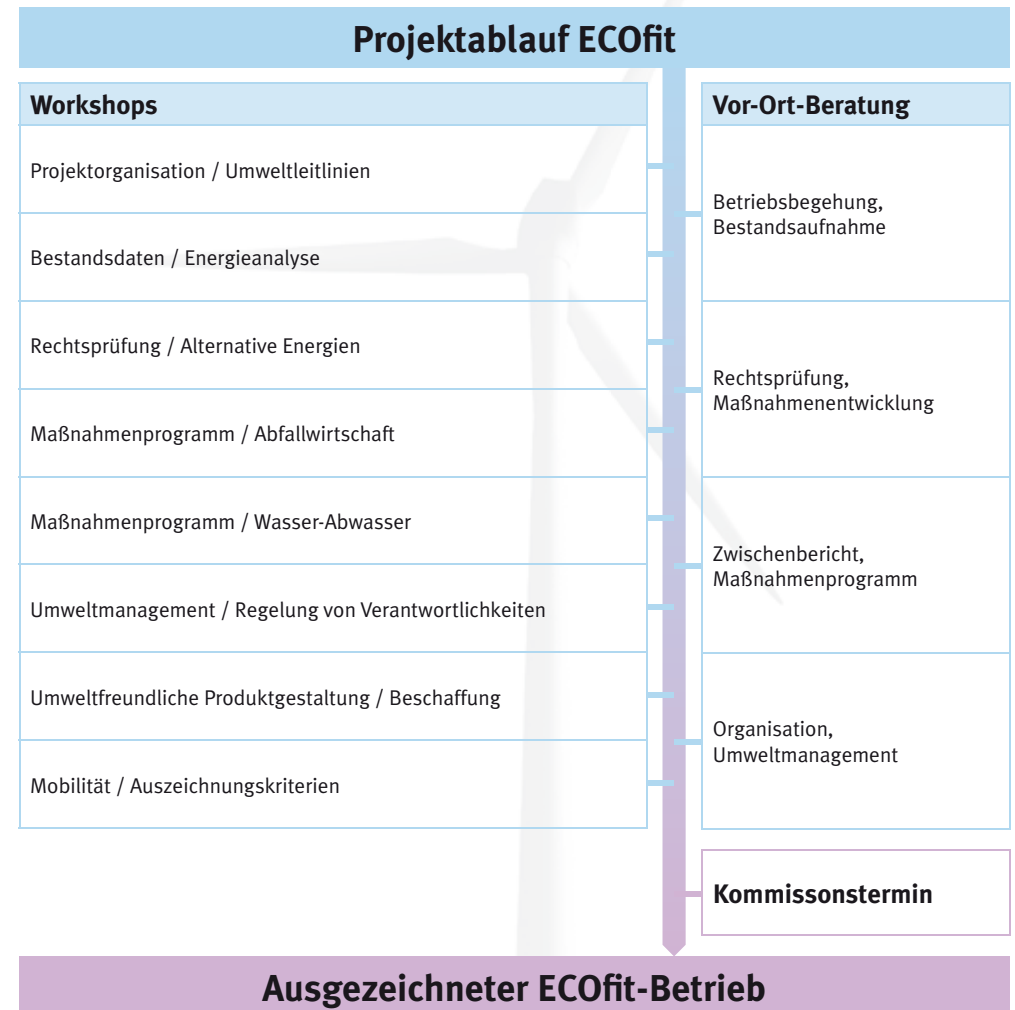 Projektablauf ECOfit
Workshops
Projektorganisation / Umweltleitlinien
Bestandsdaten / Energieanalyse
Rechtsprüfung / Alternative Energien
Maßnahmenprogramm / Abfallwirtschaft
Maßnahmenprogramm / Wasser-Abwasser
Umweltmanagement / Regelung von Verantwortlichkeiten
Umweltfreundliche Produktgestaltung / Beschaffung
Mobilität / Auszeichnungskriterien
Vor-Ort-Beratung
Betriebsbegehung,
Bestandsaufnahme
Rechtsprüfung,
Maßnahmenentwicklung
Zwischenbericht,
Maßnahmenprogramm
Organisation,
Umweltmanagement
Kommissonstermin
Ausgezeichneter ECOfit-Betrieb